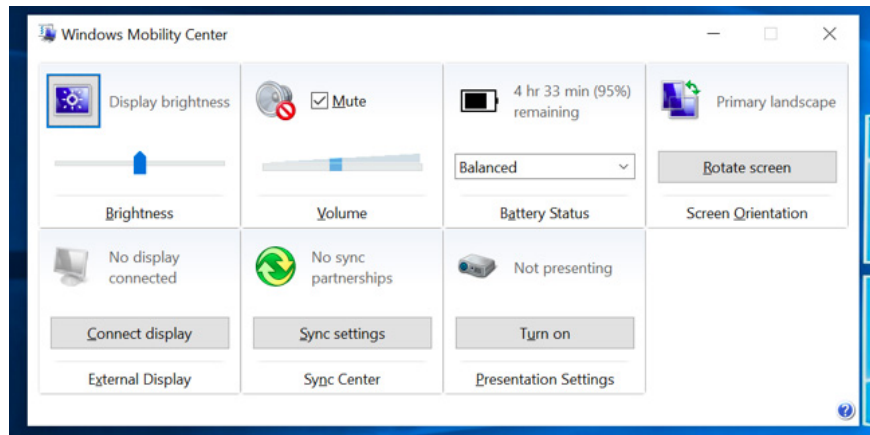 Windows Mobility Center
Display brightness
Brightness
Mute
Volume
4 hr 33 min (95%)
remaining
Balanced
Battery Status
Primary landscape
Rotate screen
Screen Orientation
No display
connected
Connect display
External Display
No sync
partnerships
Sync settings
Sync Center
Not presenting
Turn on
Presentation Settings
?